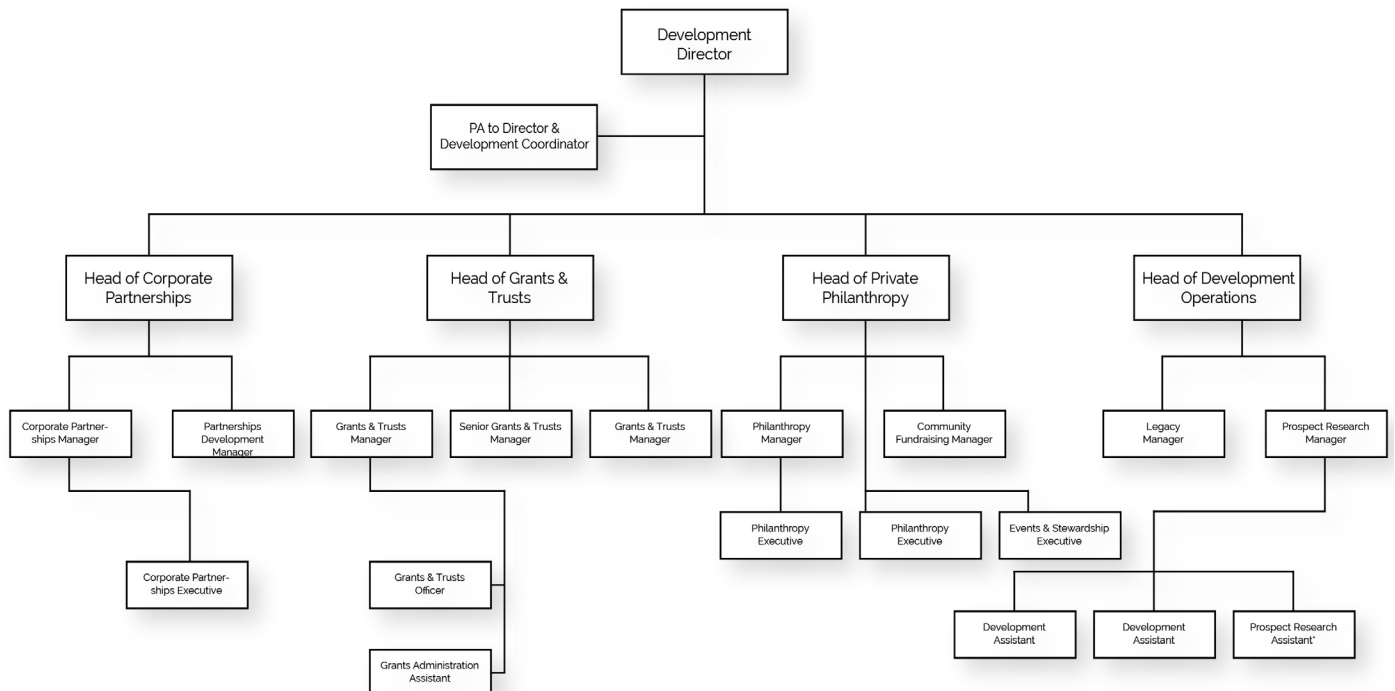 Development
Director
PA to Director &
Development Coordinator
Head of Corporate
Partnerships
Head of Grants &
Trusts
Head of Private
Philanthropy
Head of Development
Operations
Corporate Partner-
ships Manager
Partnerships
Development
Manager
Grants & Trusts
Manager
Senior Grants & Trusts
Manager
Grants & Trusts
Manager
Philanthropy
Manager
Community
Fundraising Manager
Legacy
Manager
Prospect Research
Manager
Philanthropy
Executive
Philanthropy
Executive
Events & Stewardship
Executive
Corporate Partner-
ships Executive
Grants & Trusts
Officer
Development
Assistant
Development
Assistant
Prospect Research
Assistant*
Grants Administration
Assistant